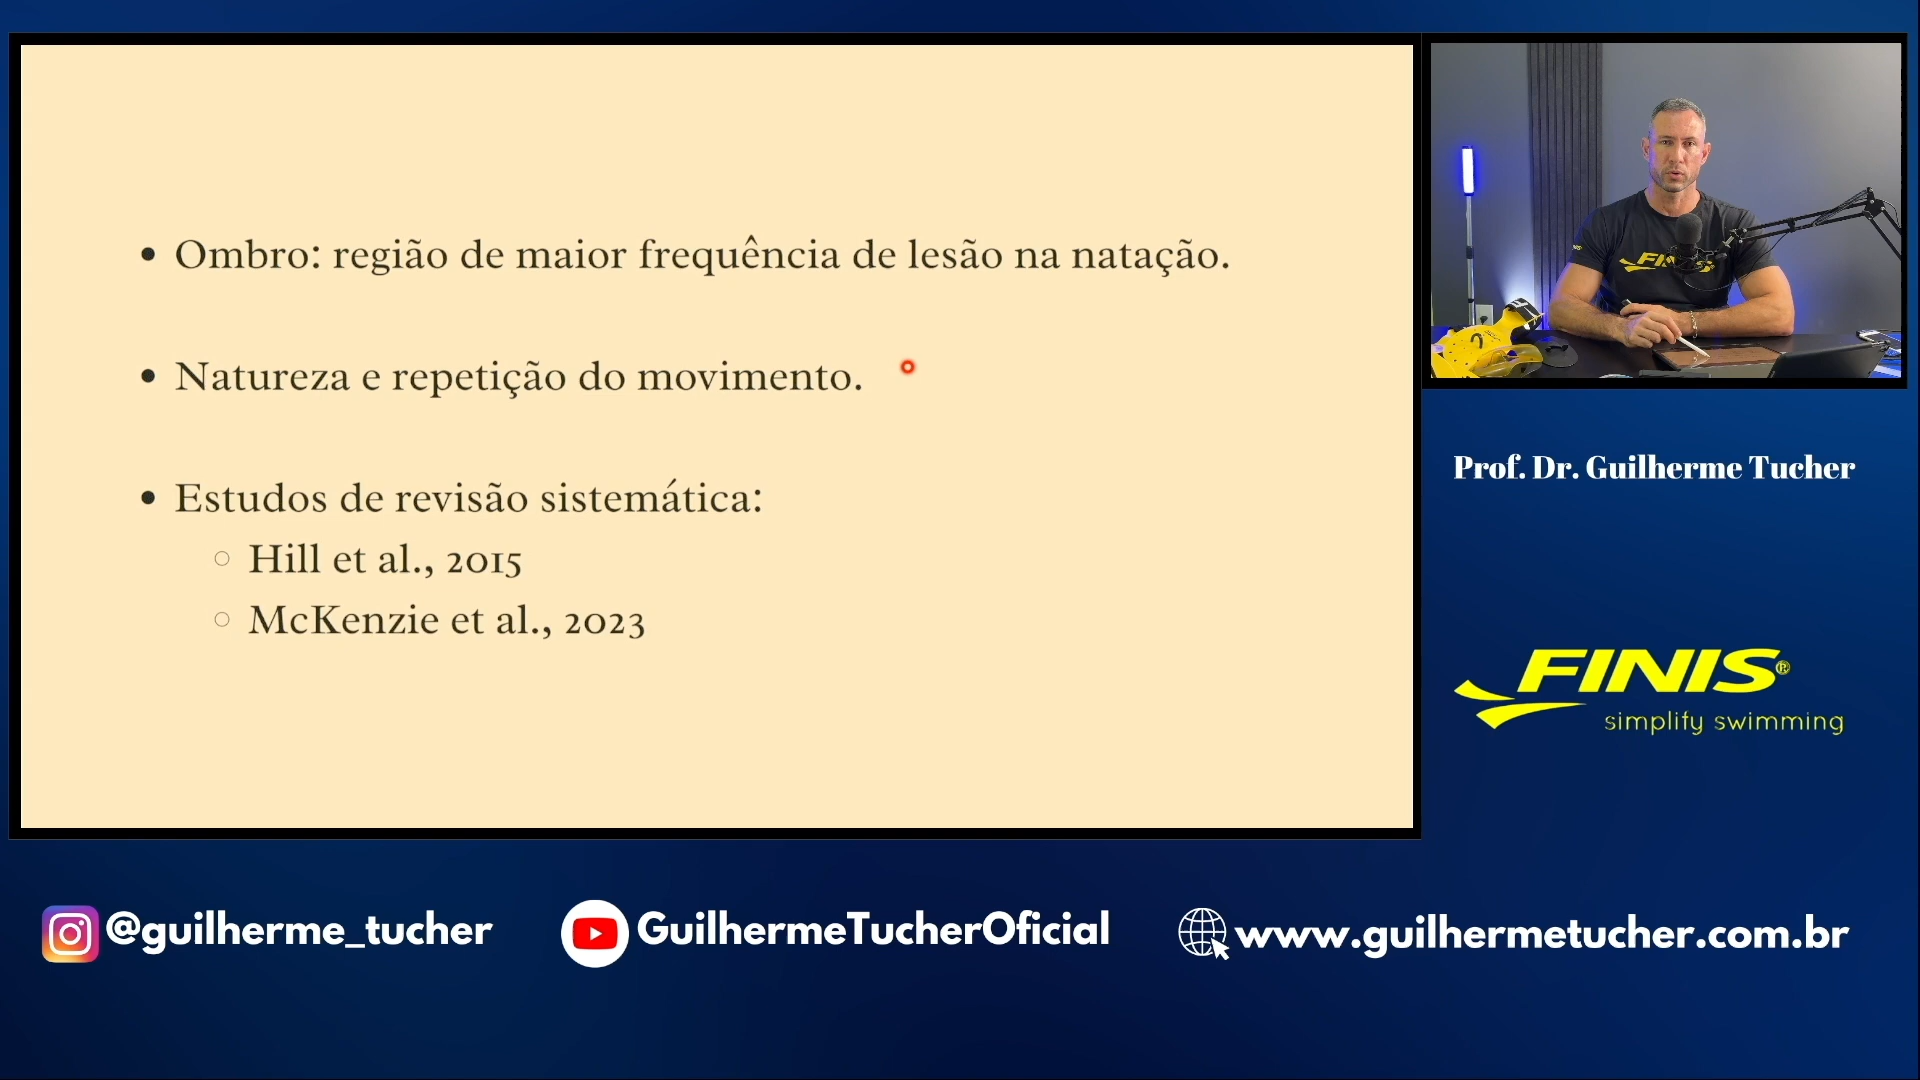 Ombro: região de maior frequência de lesão na natação.
Natureza e repetição do movimento.
Estudos de revisão sistemática:
Hill et al., 2015
McKenzie et al., 2023
FINIS
Prof. Dr. Guilherme Tucher
FINIS®
simplify swimming
@guilherme_tucher
GuilhermeTucherOficial
www.guilhermetucher.com.br